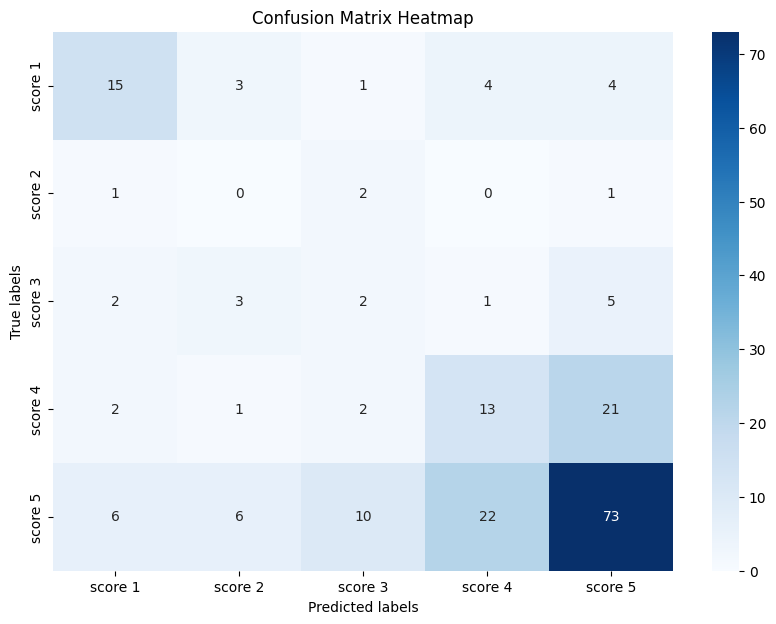 Confusion Matrix Heatmap
score 1 15 3 1 4 4
score 2 1 0 2 0 1
score 3 2 3 2 1 5
score 4 2 1 2 13 21
score 5 6 6 10 22 73
score 1 score 2 score 3 score 4 score 5
Predicted labels
True labels
70
60
50
40
30
20
10
0